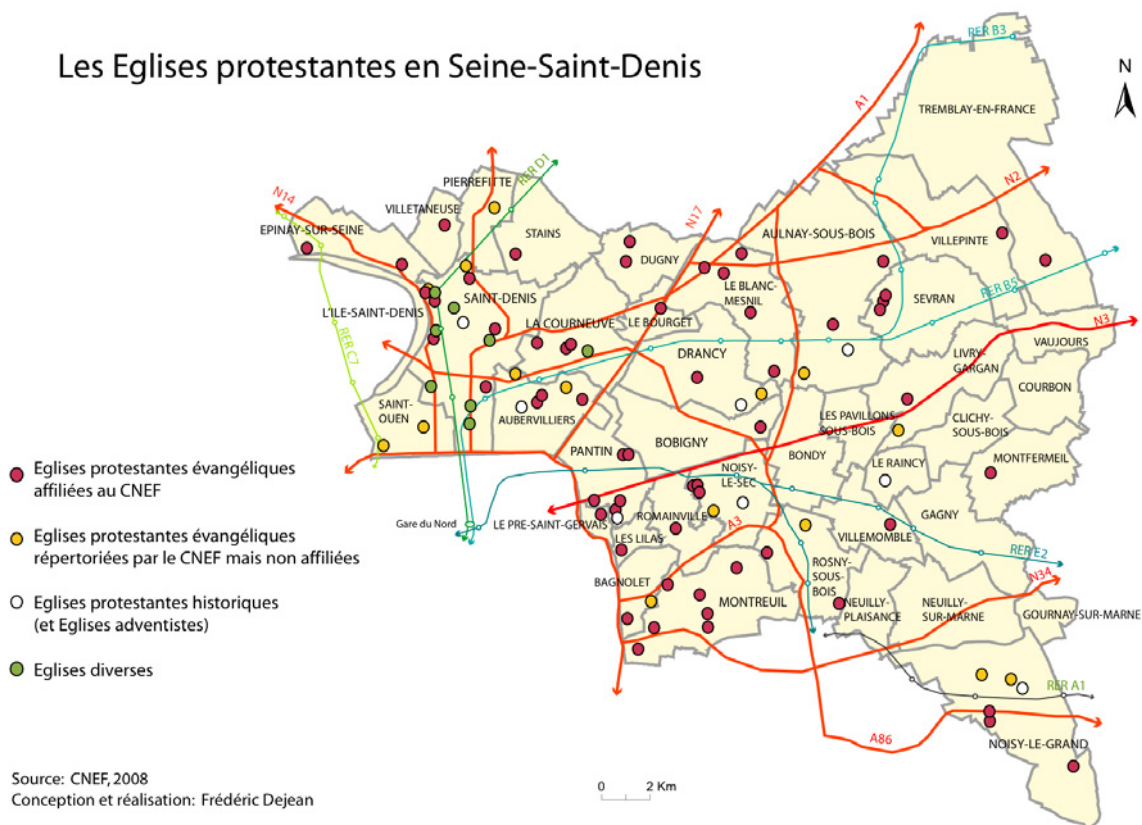 Les Eglises protestantes en Seine-Saint-Denis
RER B3
N
A1
TREMBLAY-EN-FRANCE
RER D1
PIERREFITTE
N2
N14
VILLETANEUSE
N17
EPINAY-SUR-SEINE
STAINS
AULNAY-SOUS-BOIS
VILLEPINTE
DUGNY
LE BLANC-
MESNIL
SEVRAN
RER B5
SAINT-DENIS
L'ILE-SAINT-DENIS
LA COURNEUVE
LE BOURGET
N3
RER C7
DRANCY
LIVRY-
GARGAN
VAUJOURS
COURBON
SAINT-
OUEN
AUBERVILLIERS
LES PAVILLONS-
SOUS-BOIS
CLICHY-
SOUS-BOIS
PANTIN
BOBIGNY
BONDY
MONTFERMEIL
NOISY-
LE-SEC
LE RAINCY
Eglises protestantes évangéliques
affiliées au CNEF
Gare du Nord
LE PRE-SAINT-GERVAIS
ROMAINVILLE
A3
GAGNY
LES LILAS
VILLEMOMBLE
Eglises protestantes évangéliques
répertoriées par le CNEF mais non affiliées
RER E2
ROSNY-
SOUS-
BOIS
N34
BAGNOLET
MONTREUIL
NEUILLY-
PLAISANCE
NEUILLY-
SUR-MARNE
GOURNAY-SUR-MARNE
Eglises protestantes historiques
(et Eglises adventistes)
Eglises diverses
RER A1
A86
NOISY-LE-GRAND
Source: CNEF, 2008
Conception et réalisation: Frédéric Dejean
0 2 Km